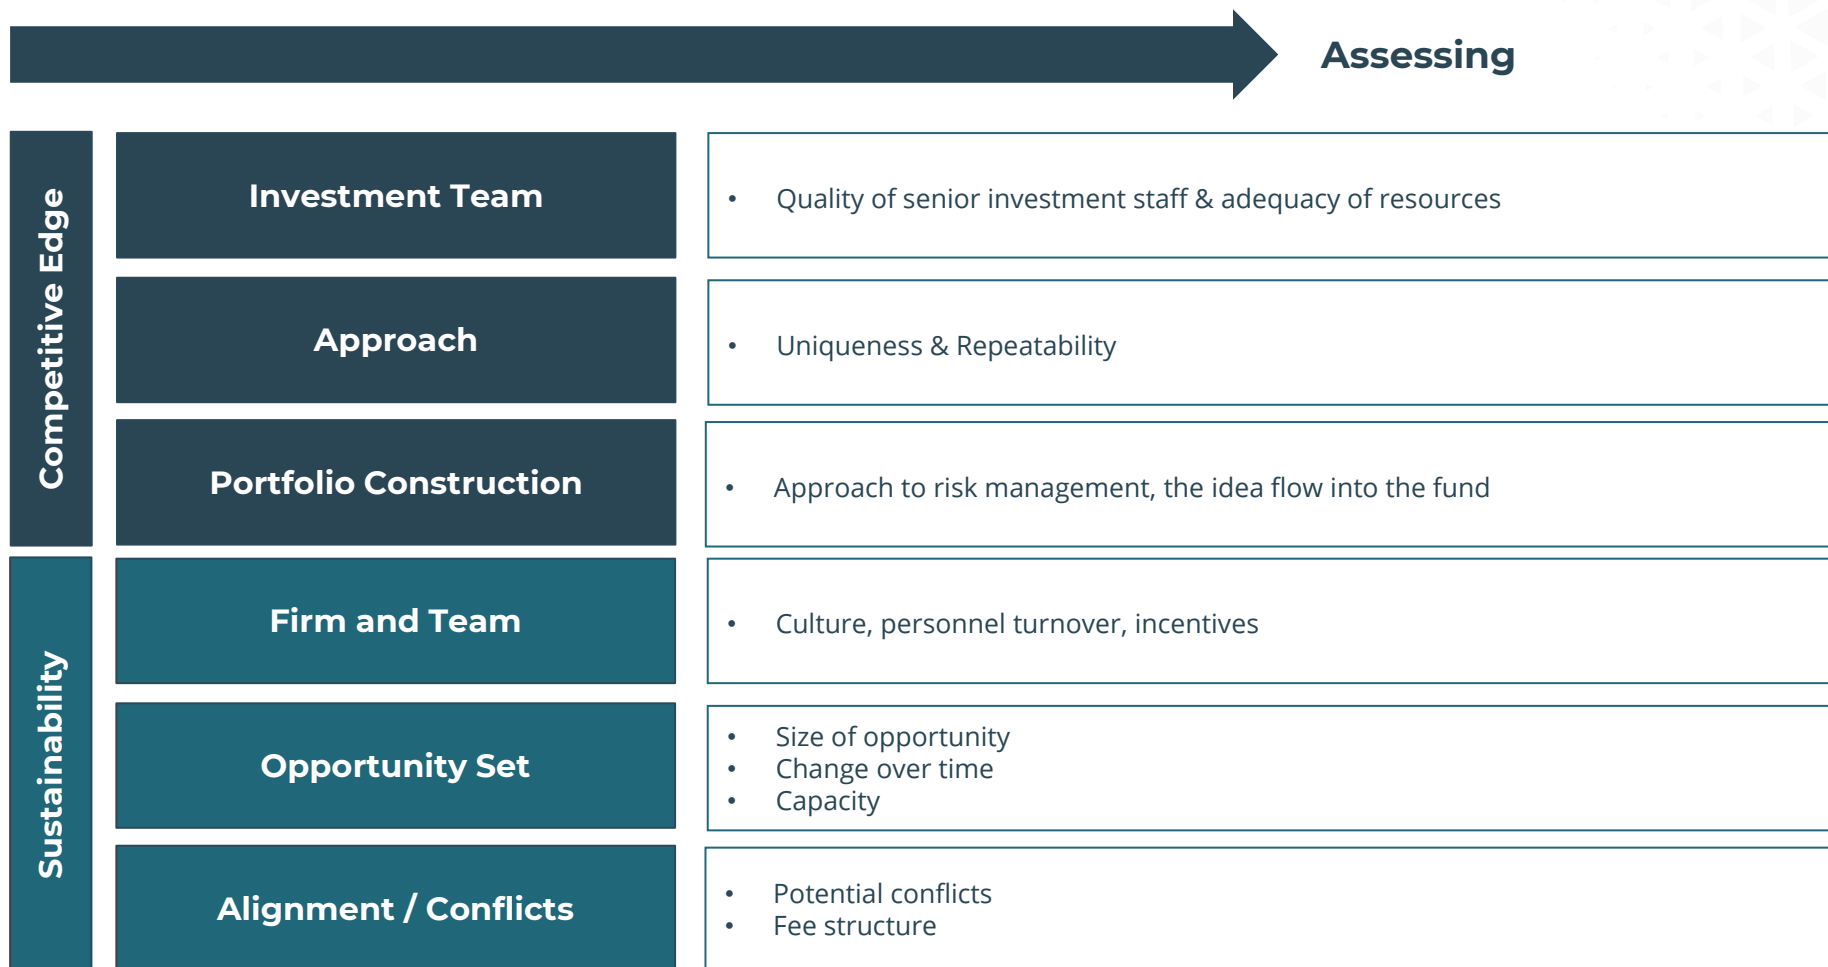 Assessing
Competitive Edge
Investment Team
• Quality of senior investment staff & adequacy of resources
Approach
• Uniqueness & Repeatability
Portfolio Construction
• Approach to risk management, the idea flow into the fund
Sustainability
Firm and Team
• Culture, personnel turnover, incentives
Opportunity Set
• Size of opportunity
• Change over time
• Capacity
Alignment / Conflicts
• Potential conflicts
• Fee structure